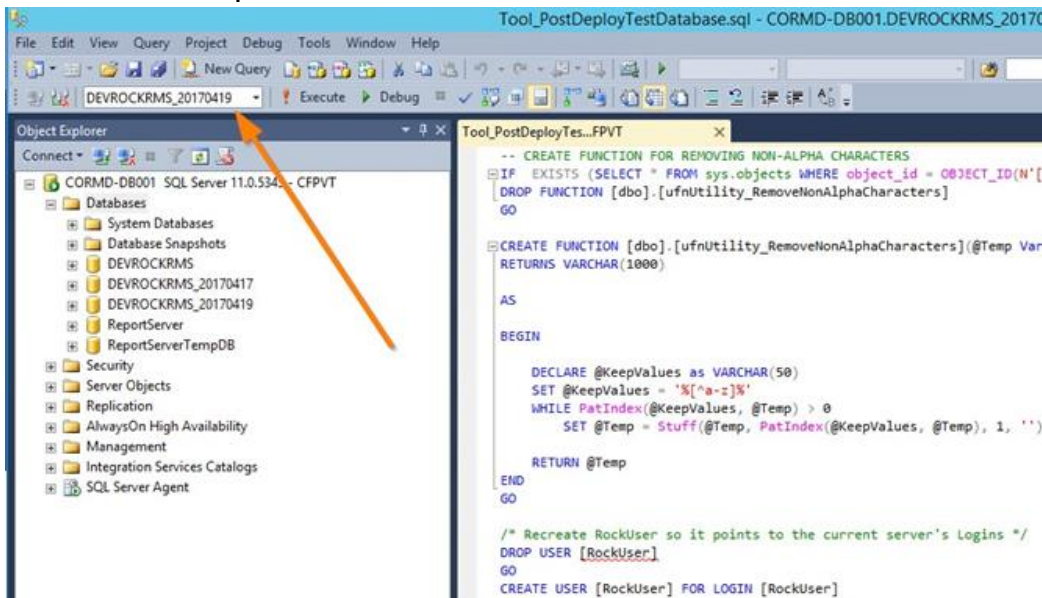 Tool_PostDeployTestDatabase.sql - CORMD-DB001.DEVROCKRMS_20170
File Edit View Query Project Debug Tools Window Help
New Query
DEVROCKRMS_20170419 Execute Debug
Object Explorer
Connect
CORMD-DB001 SQL Server 11.0.5343 - CFPVT
Databases
System Databases
Database Snapshots
DEVROCKRMS
DEVROCKRMS_20170417
DEVROCKRMS_20170419
ReportServer
ReportServerTempDB
Security
Server Objects
Replication
AlwaysOn High Availability
Management
Integration Services Catalogs
SQL Server Agent
Tool_PostDeployTes...FPVT
-- CREATE FUNCTION FOR REMOVING NON-ALPHA CHARACTERS
IF EXISTS (SELECT * FROM sys.objects WHERE object_id = OBJECT_ID(N'[
DROP FUNCTION [dbo].[ufnUtility_RemoveNonAlphaCharacters]
GO
CREATE FUNCTION [dbo].[ufnUtility_RemoveNonAlphaCharacters](@Temp Var
RETURNS VARCHAR(1000)
AS
BEGIN
DECLARE @KeepValues as VARCHAR(50)
SET @KeepValues = '%[^a-z]%'
WHILE PatIndex(@KeepValues, @Temp) > 0
SET @Temp = Stuff(@Temp, PatIndex(@KeepValues, @Temp), 1, '')
RETURN @Temp
END
GO
/* Recreate RockUser so it points to the current server's Logins */
DROP USER [RockUser]
GO
CREATE USER [RockUser] FOR LOGIN [RockUser]